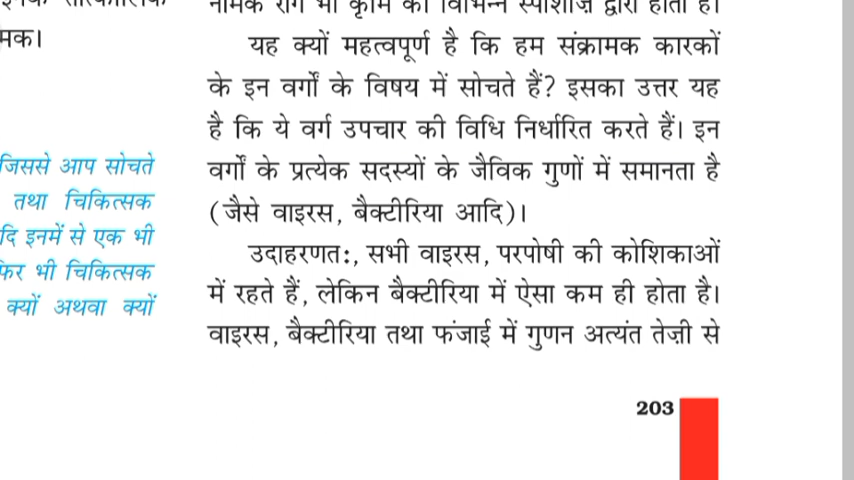 मक।
जिससे आप सोचते
तथा चिकित्सक
दि इनमें से एक भी
फिर भी चिकित्सक
क्यों अथवा क्यों
नामक रोग भी कृमि की विभिन्न स्पीशीज़ द्वारा होता है।
यह क्यों महत्वपूर्ण है कि हम संक्रामक कारकों
के इन वर्गों के विषय में सोचते हैं? इसका उत्तर यह
है कि ये वर्ग उपचार की विधि निर्धारित करते हैं। इन
वर्गों के प्रत्येक सदस्यों के जैविक गुणों में समानता है
(जैसे वाइरस, बैक्टीरिया आदि)।
उदाहरणत:, सभी वाइरस, परपोषी की कोशिकाओं
में रहते हैं, लेकिन बैक्टीरिया में ऐसा कम ही होता है।
वाइरस, बैक्टीरिया तथा फंजाई में गुणन अत्यंत तेज़ी से
203